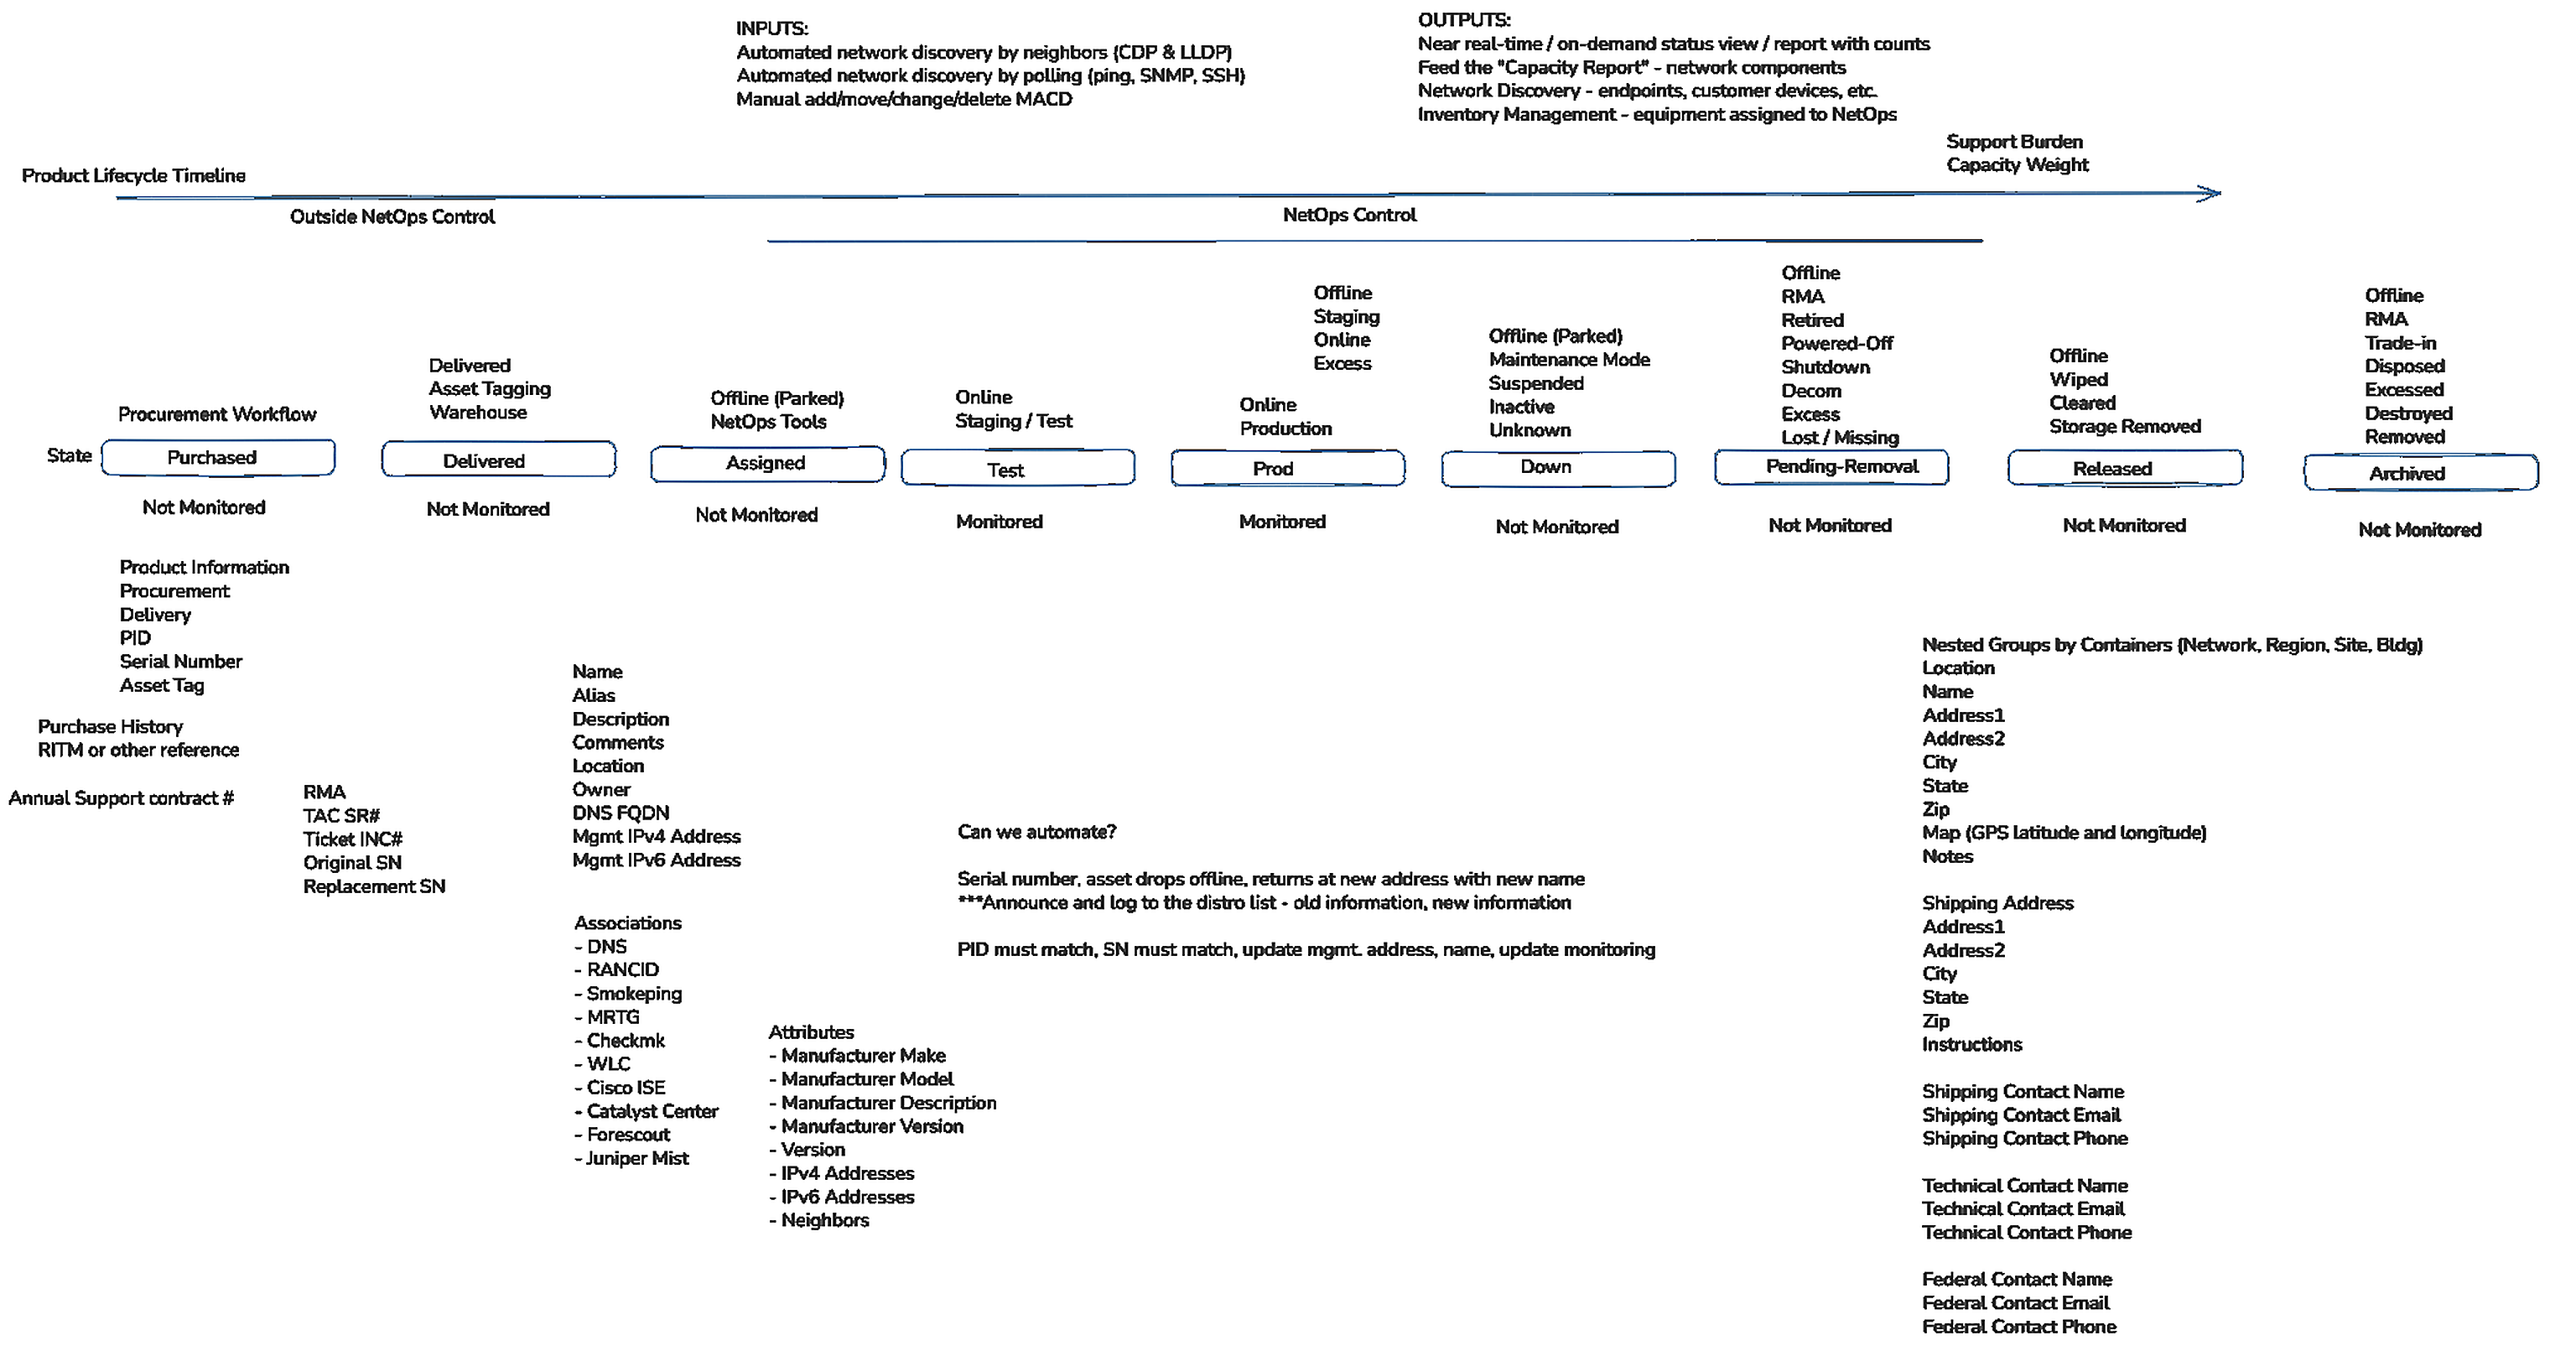 INPUTS:
Automated network discovery by neighbors (CDP & LLDP)
Automated network discovery by polling (ping, SNMP, SSH)
Manual add/move/change/delete MACD
OUTPUTS:
Near real-time / on-demand status view / report with counts
Feed the "Capacity Report" - network components
Network Discovery - endpoints, customer devices, etc.
Inventory Management - equipment assigned to NetOps
Support Burden
Capacity Weight
Product Lifecycle Timeline
Outside NetOps Control
NetOps Control
State
Procurement Workflow
Purchased
Not Monitored
Delivered
Asset Tagging
Warehouse
Delivered
Not Monitored
Offline (Parked)
NetOps Tools
Assigned
Not Monitored
Online
Staging / Test
Test
Monitored
Offline
Staging
Online
Excess
Online
Production
Prod
Monitored
Offline (Parked)
Maintenance Mode
Suspended
Inactive
Unknown
Down
Not Monitored
Offline
RMA
Retired
Powered-Off
Shutdown
Decom
Excess
Lost / Missing
Pending-Removal
Not Monitored
Offline
Wiped
Cleared
Storage Removed
Released
Not Monitored
Offline
RMA
Trade-in
Disposed
Excessed
Destroyed
Removed
Archived
Not Monitored
Product Information
Procurement
Delivery
PID
Serial Number
Asset Tag
Purchase History
RITM or other reference
Annual Support contract #
RMA
TAC SR#
Ticket INC#
Original SN
Replacement SN
Name
Alias
Description
Comments
Location
Owner
DNS FQDN
Mgmt IPv4 Address
Mgmt IPv6 Address
Associations
- DNS
- RANCID
- Smokeping
- MRTG
- Checkmk
- WLC
- Cisco ISE
- Catalyst Center
- Forescout
- Juniper Mist
Attributes
- Manufacturer Make
- Manufacturer Model
- Manufacturer Description
- Manufacturer Version
- Version
- IPv4 Addresses
- IPv6 Addresses
- Neighbors
Can we automate?
Serial number, asset drops offline, returns at new address with new name
***Announce and log to the distro list - old information, new information
PID must match, SN must match, update mgmt. address, name, update monitoring
Nested Groups by Containers (Network, Region, Site, Bldg)
Location
Name
Address1
Address2
City
State
Zip
Map (GPS latitude and longitude)
Notes
Shipping Address
Address1
Address2
City
State
Zip
Instructions
Shipping Contact Name
Shipping Contact Email
Shipping Contact Phone
Technical Contact Name
Technical Contact Email
Technical Contact Phone
Federal Contact Name
Federal Contact Email
Federal Contact Phone